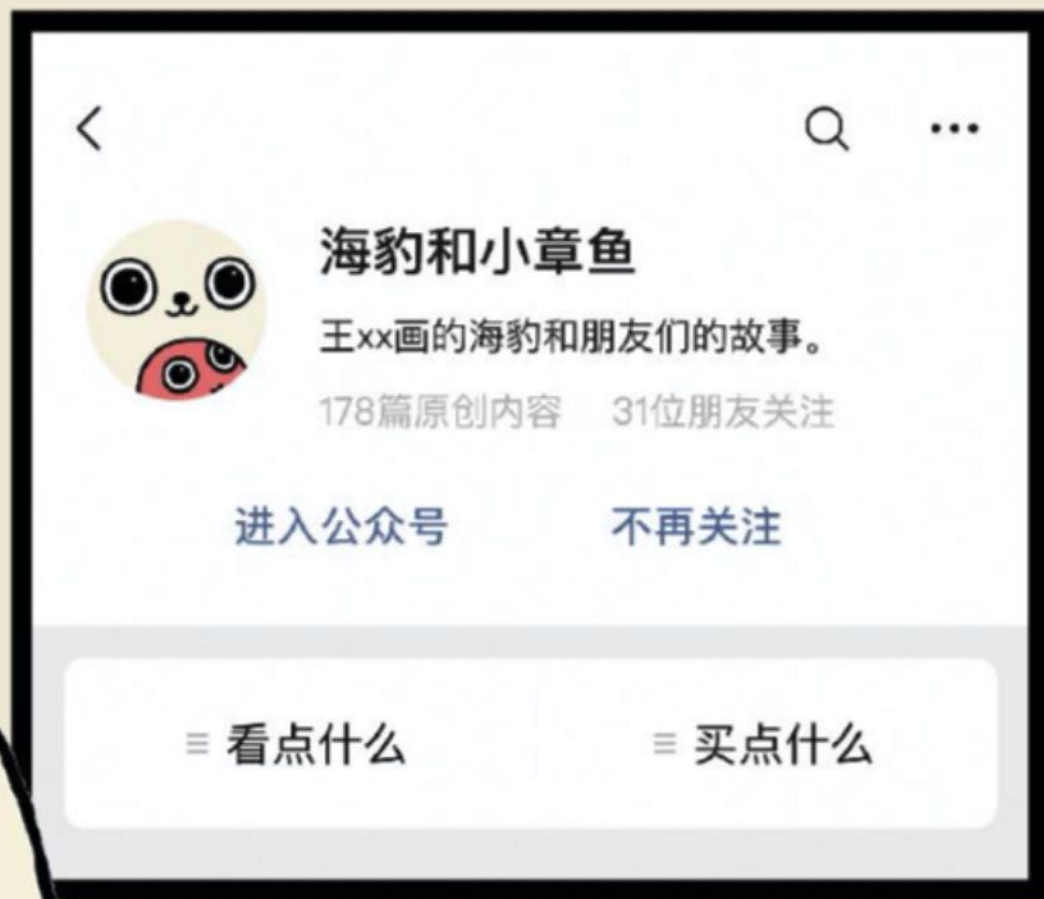 海豹和小章鱼
王xx画的海豹和朋友们的故事。
178篇原创内容 31位朋友关注
进入公众号 不再关注
看点什么 买点什么